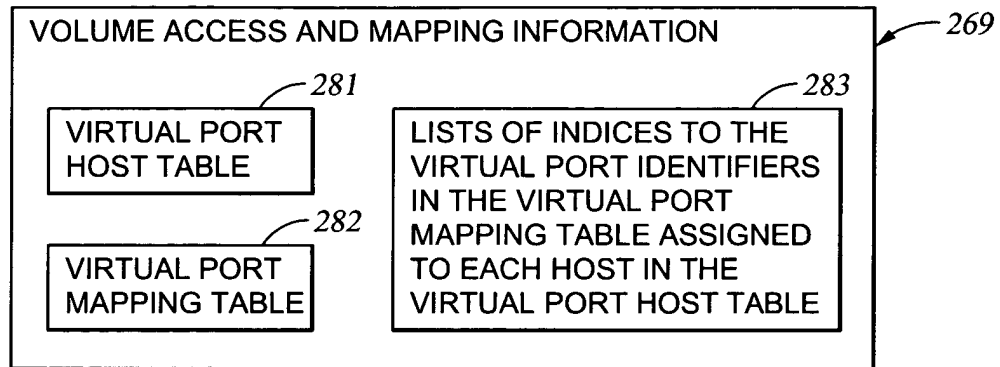 VOLUME ACCESS AND MAPPING INFORMATION
269
281
VIRTUAL PORT
HOST TABLE
282
VIRTUAL PORT
MAPPING TABLE
283
LISTS OF INDICES TO THE
VIRTUAL PORT IDENTIFIERS
IN THE VIRTUAL PORT
MAPPING TABLE ASSIGNED
TO EACH HOST IN THE
VIRTUAL PORT HOST TABLE